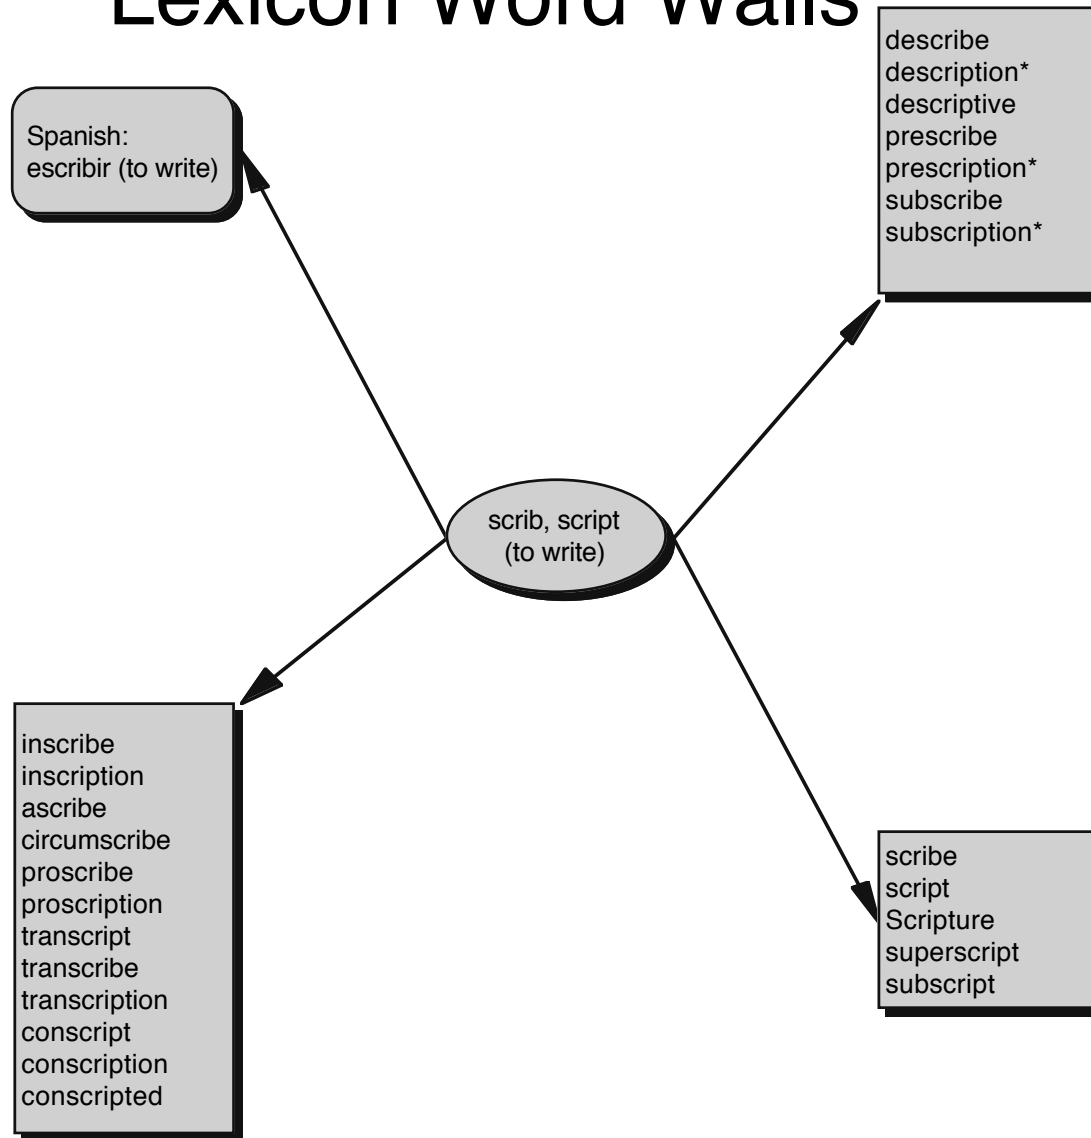 Lexicon Word Walls
Spanish:
escribir (to write)
describe
description*
descriptive
prescribe
prescription*
subscribe
subscription*
scrib, script
(to write)
inscribe
inscription
ascribe
circumscribe
proscribe
proscription
transcript
transcribe
transcription
conscript
conscription
conscripted
scribe
script
Scripture
superscript
subscript